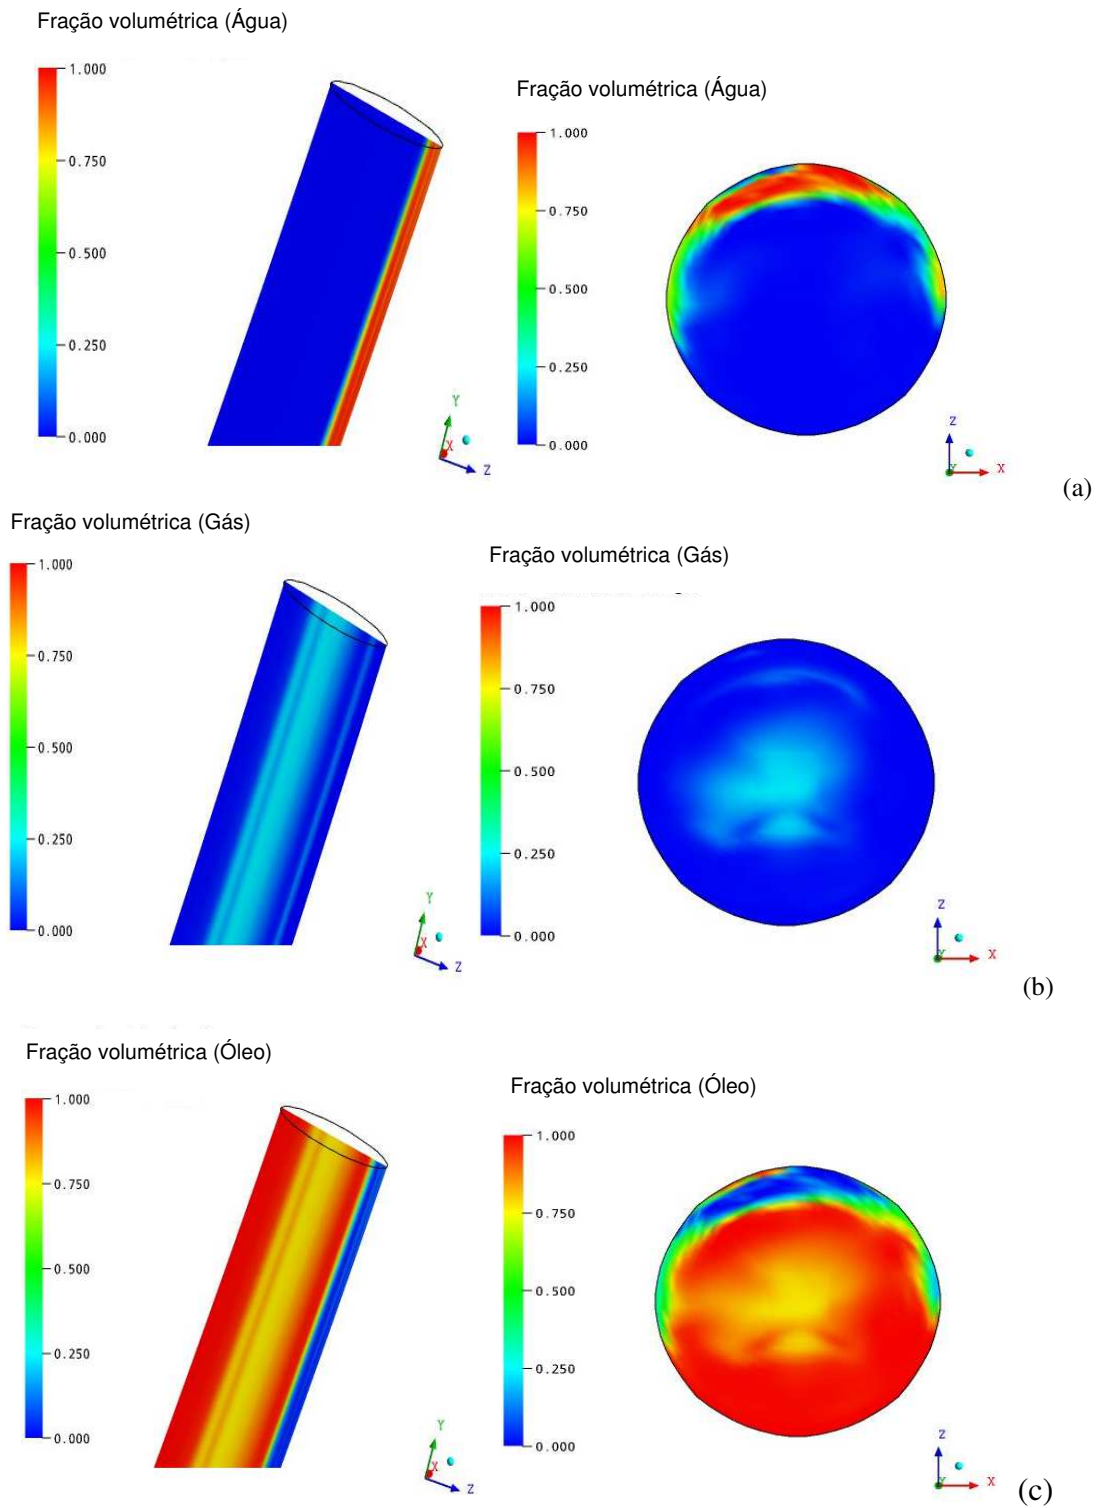 Fração volumétrica (Água)
1.000
0.750
0.500
0.250
0.000
Y
X
Z
Fração volumétrica (Água)
1.000
0.750
0.500
0.250
0.000
Z
Y
X
(a)
Fração volumétrica (Gás)
1.000
0.750
0.500
0.250
0.000
Y
X
Z
Fração volumétrica (Gás)
1.000
0.750
0.500
0.250
0.000
Z
Y
X
(b)
Fração volumétrica (Óleo)
1.000
0.750
0.500
0.250
0.000
Y
X
Z
Fração volumétrica (Óleo)
1.000
0.750
0.500
0.250
0.000
Z
Y
X
(c)